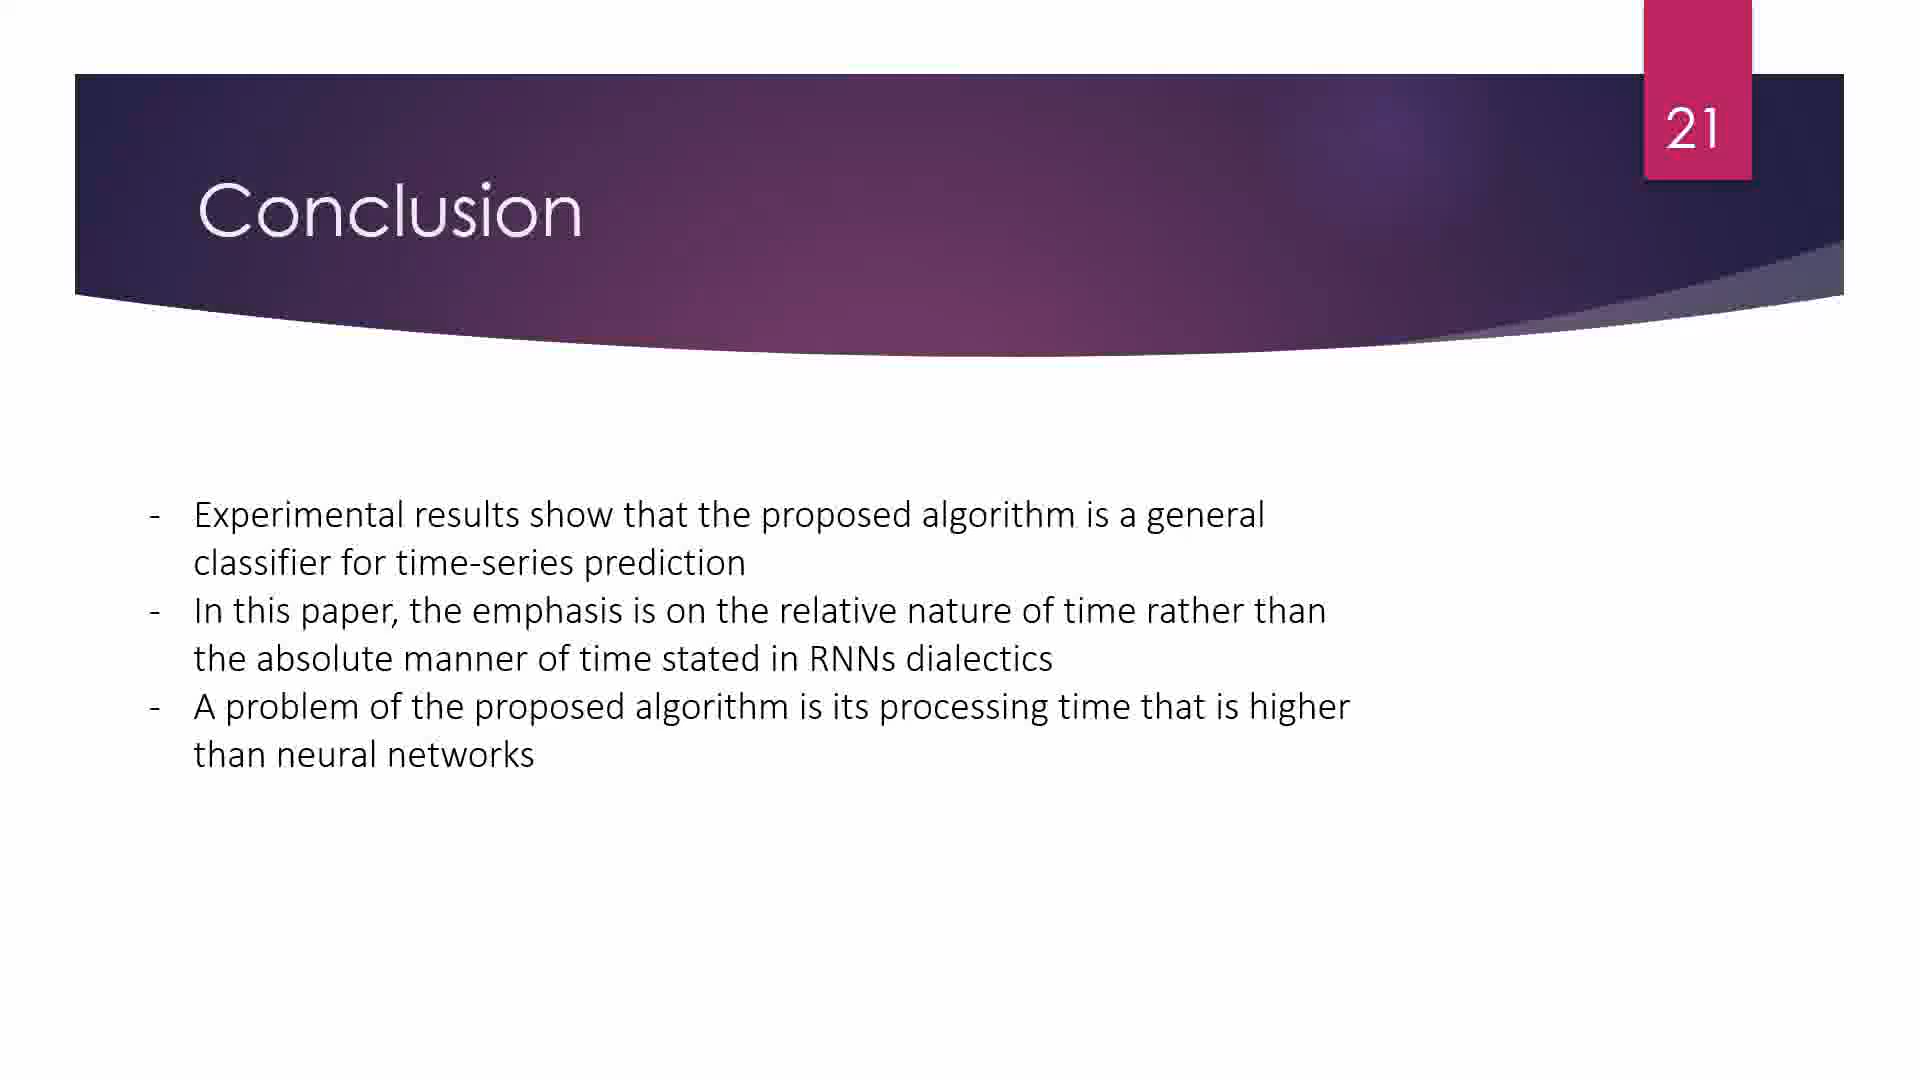 21
Conclusion
- Experimental results show that the proposed algorithm is a general
classifier for time-series prediction
- In this paper, the emphasis is on the relative nature of time rather than
the absolute manner of time stated in RNNs dialectics
- A problem of the proposed algorithm is its processing time that is higher
than neural networks